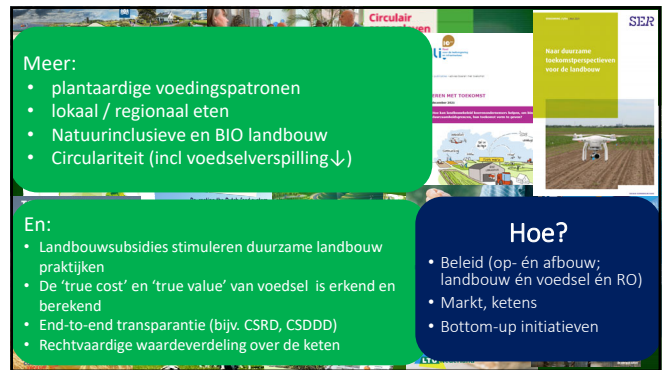 Circulair
SER
Naar duurzame
toekomstperspectieven
voor de landbouw
EREN MET TOEKOMST
Meer:
• plantaardige voedingspatronen
• lokaal / regionaal eten
• Natuurinclusieve en BIO landbouw
• Circulariteit (incl voedselverspilling↓)
En:
• Landbouwsubsidies stimuleren duurzame landbouw
praktijken
• De ‘true cost’ en ‘true value’ van voedsel is erkend en
berekend
• End-to-end transparantie (bijv. CSRD, CSDDD)
• Rechtvaardige waardeverdeling over de keten
Hoe?
• Beleid (op- én afbouw;
landbouw én voedsel én RO)
• Markt, ketens
• Bottom-up initiatieven